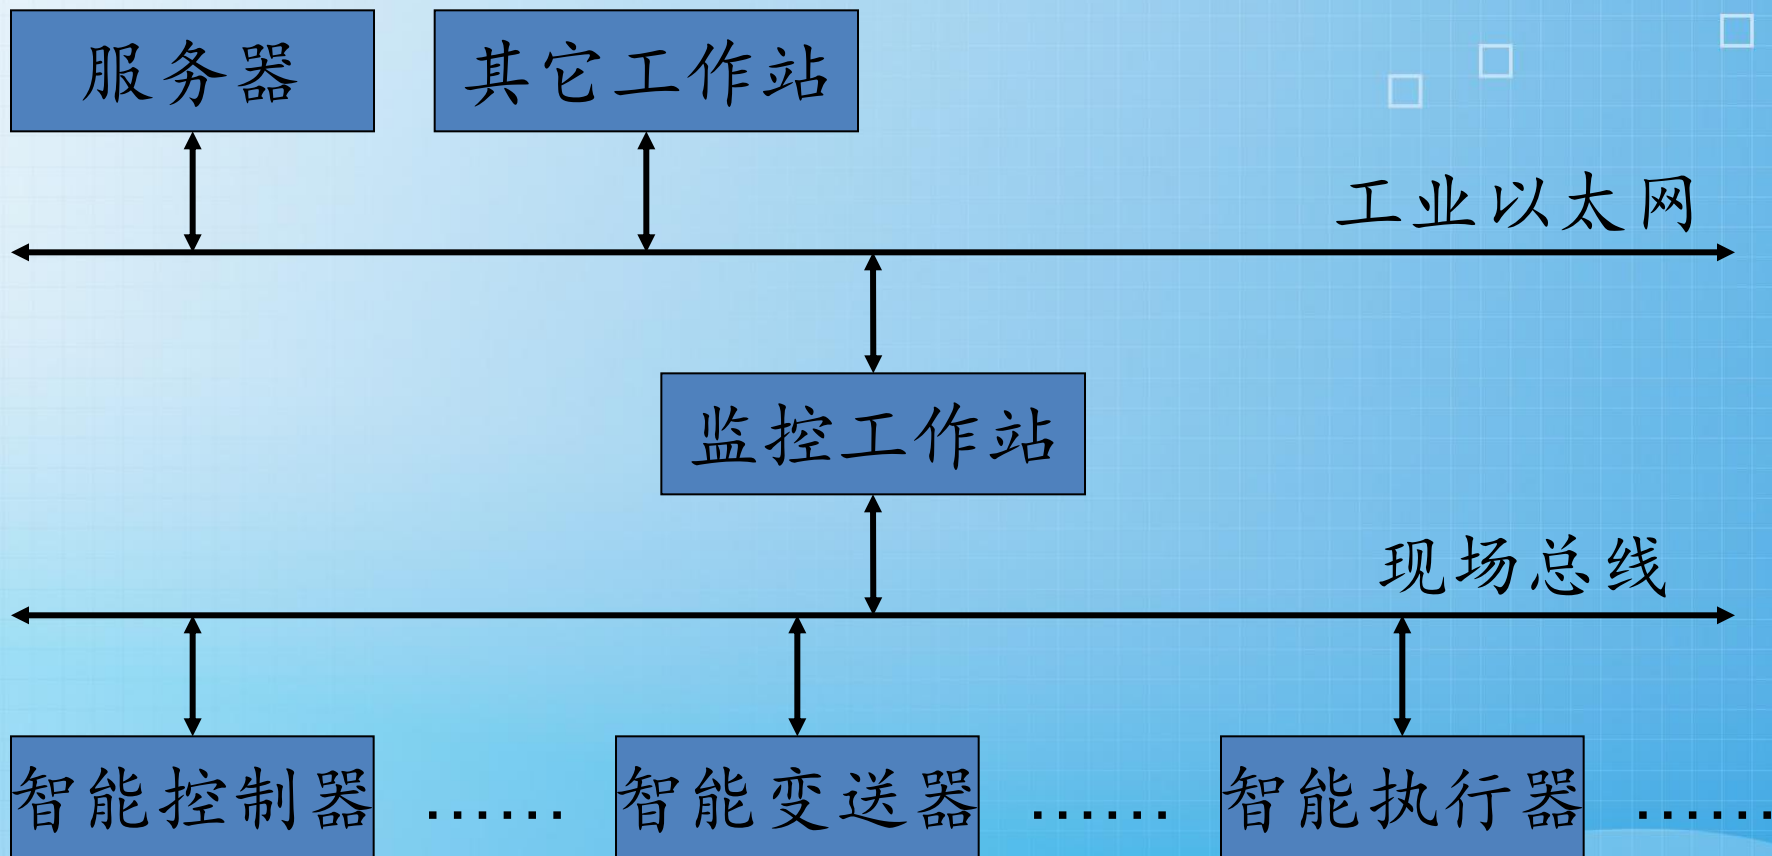 服务器
其它工作站
工业以太网
监控工作站
现场总线
智能控制器 …… 智能变送器 …… 智能执行器 ……